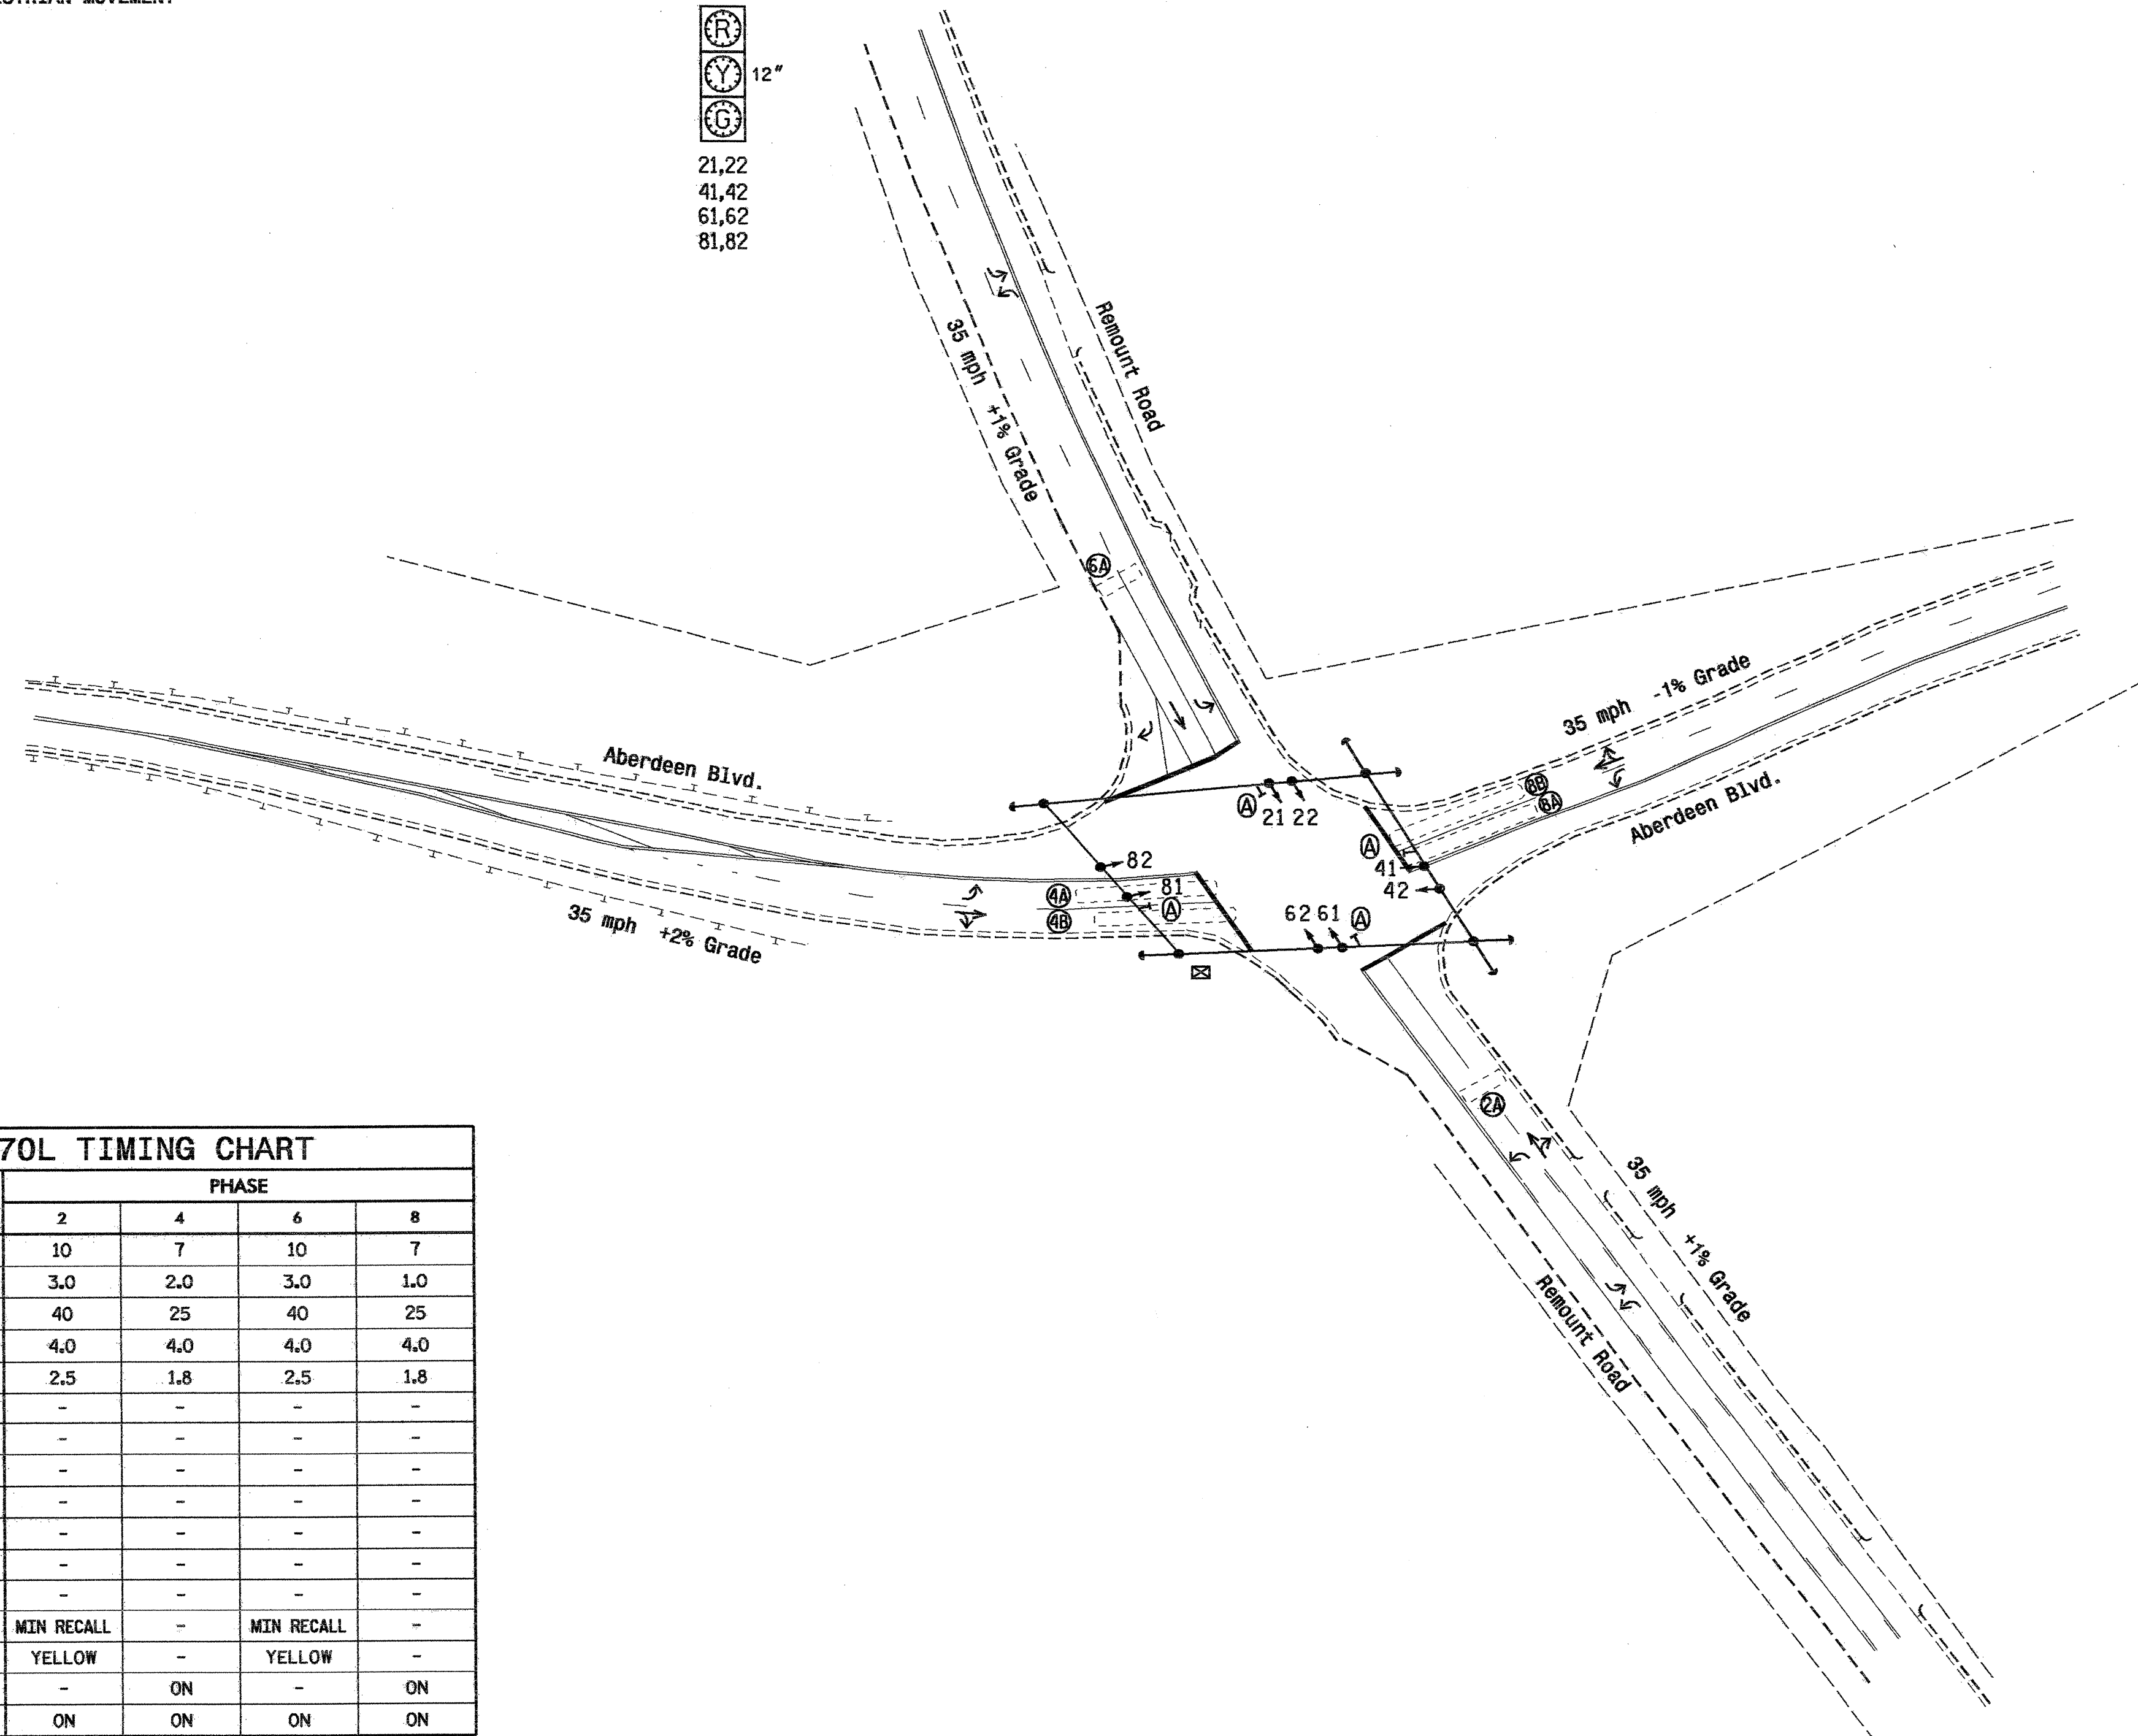 R
Y 12"
G
21,22
41,42
61,62
81,82
Remount Road
35 mph +1% Grade
6A
35 mph -1% Grade
Aberdeen Blvd.
8B
8A
A
21 22
Aberdeen Blvd.
A
41
42
82
81
4A
A
4B
62 61 A
35 mph +2% Grade
2A
35 mph +1% Grade
Remount Road
70L TIMING CHART
PHASE
2 4 6 8
10 7 10 7
3.0 2.0 3.0 1.0
40 25 40 25
4.0 4.0 4.0 4.0
2.5 1.8 2.5 1.8
- - - -
- - - -
- - - -
- - - -
- - - -
- - - -
- - - -
MIN RECALL - MIN RECALL -
YELLOW - YELLOW -
- ON - ON
ON ON ON ON